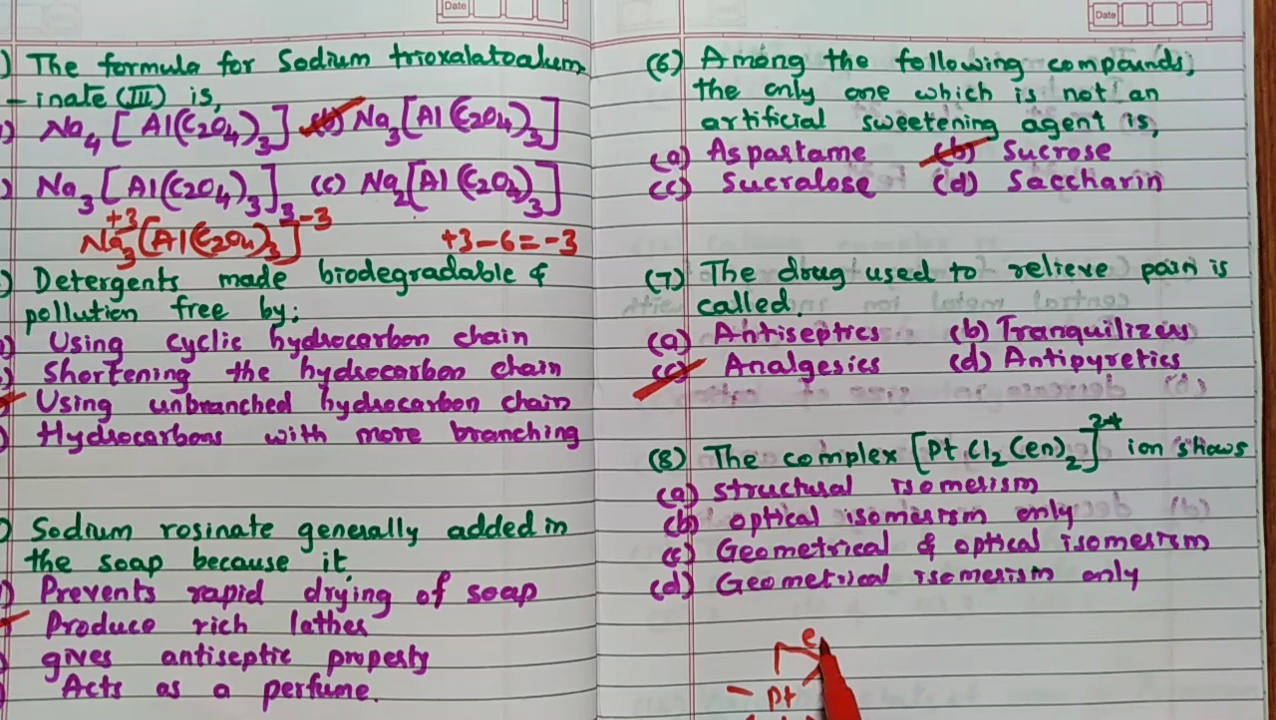 Date
) The formula for Sodium trioxalatoalum
-inate (III) is,
) Na4 [Al(C2O4)3] (b) Na3[Al(C2O4)3]
) Na3[Al(C2O4)3]3 (c) Na2[Al(C2O2)3]
Na3+3[Al(C2O4)3]-3 +3-6=-3
) Detergents made biodegradable &
pollution free by;
) Using cyclic hydrocarbon chain
) Shortening the hydrocarbon chain
Using unbranched hydrocarbon chain
) Hydrocarbons with more branching
) Sodium rosinate generally added in
the soap because it
) Prevents rapid drying of soap
Produce rich lather
) gives antiseptic property
Acts as a perfume.
Date
(6) Among the following compounds,
the only one which is not an
artificial sweetening agent is,
(a) Aspartame (b) Sucrose
(c) Sucralose (d) Saccharin
(7) The drug used to relieve pain is
called.
(a) Antiseptics (b) Tranquilizers
(c) Analgesics (d) Antipyretics
(8) The complex [Pt Cl2 (en)2]2+ ion shows
(a) structural isomerism
(b) optical isomerism only
(c) Geometrical & optical isomerism
(d) Geometrical isomerism only
e
Pt